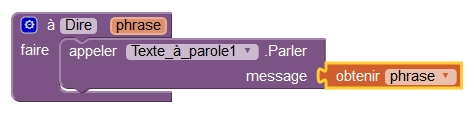 à Dire phrase
faire appeler Texte_à_parole1 .Parler
message obtenir phrase